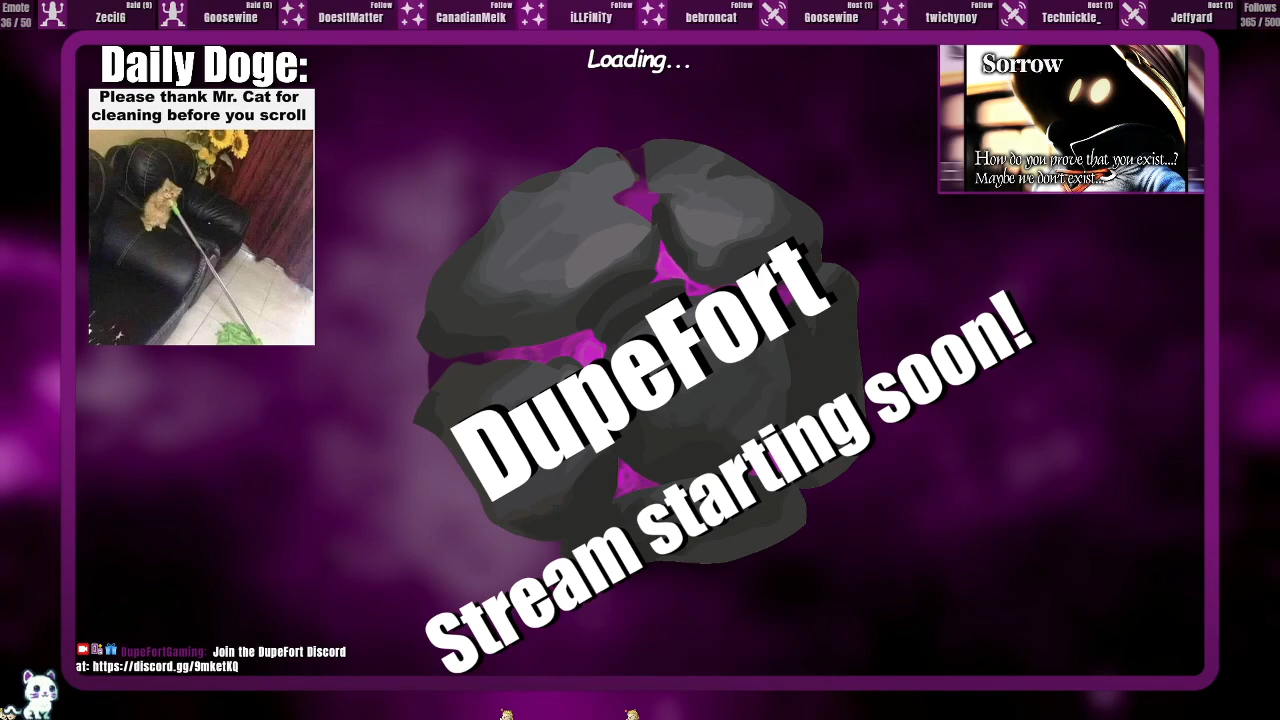 Emote
36 / 50
Raid (9)
ZecilG
Raid (5)
Goosewine
Follow
DoesItMatter
Follow
CanadianMelk
Follow
iLLFiNiTy
Follow
bebroncat
Host (1)
Goosewine
Follow
twichynoy
Host (1)
Technickle_
Host (1)
Jeffyard
Follows
365 / 500
Daily Doge:
Please thank Mr. Cat for
cleaning before you scroll
Loading...
Sorrow
How do you prove that you exist...?
Maybe we don't exist...
DupeFort
Stream starting soon!
DupeFortGaming: Join the DupeFort Discord
at: https://discord.gg/9mketKQ